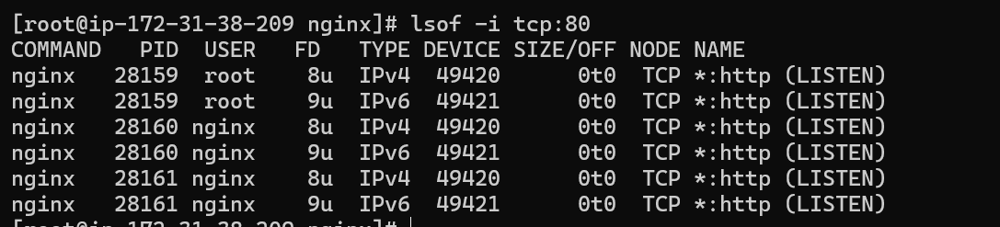 [root@ip-172-31-38-209 nginx]# lsof -i tcp:80
COMMAND   PID  USER   FD   TYPE DEVICE SIZE/OFF NODE NAME
nginx   28159  root    8u  IPv4  49420      0t0  TCP *:http (LISTEN)
nginx   28159  root    9u  IPv6  49421      0t0  TCP *:http (LISTEN)
nginx   28160 nginx    8u  IPv4  49420      0t0  TCP *:http (LISTEN)
nginx   28160 nginx    9u  IPv6  49421      0t0  TCP *:http (LISTEN)
nginx   28161 nginx    8u  IPv4  49420      0t0  TCP *:http (LISTEN)
nginx   28161 nginx    9u  IPv6  49421      0t0  TCP *:http (LISTEN)
[root@ip-172-31-38-209 nginx]#